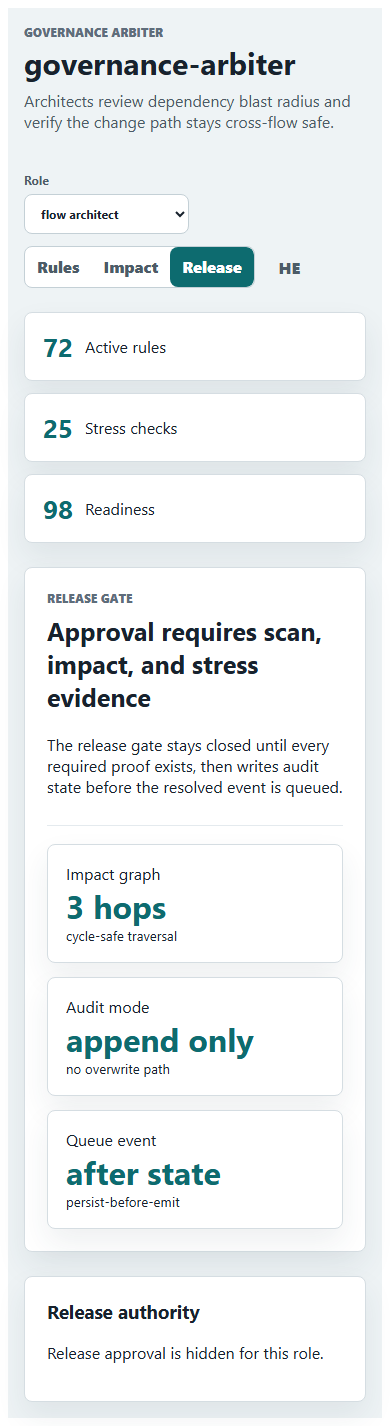 GOVERNANCE ARBITER
governance-arbiter
Architects review dependency blast radius and
verify the change path stays cross-flow safe.
Role
flow architect
Rules Impact Release HE
72 Active rules
25 Stress checks
98 Readiness
RELEASE GATE
Approval requires scan,
impact, and stress
evidence
The release gate stays closed until every
required proof exists, then writes audit
state before the resolved event is queued.
Impact graph
3 hops
cycle-safe traversal
Audit mode
append only
no overwrite path
Queue event
after state
persist-before-emit
Release authority
Release approval is hidden for this role.